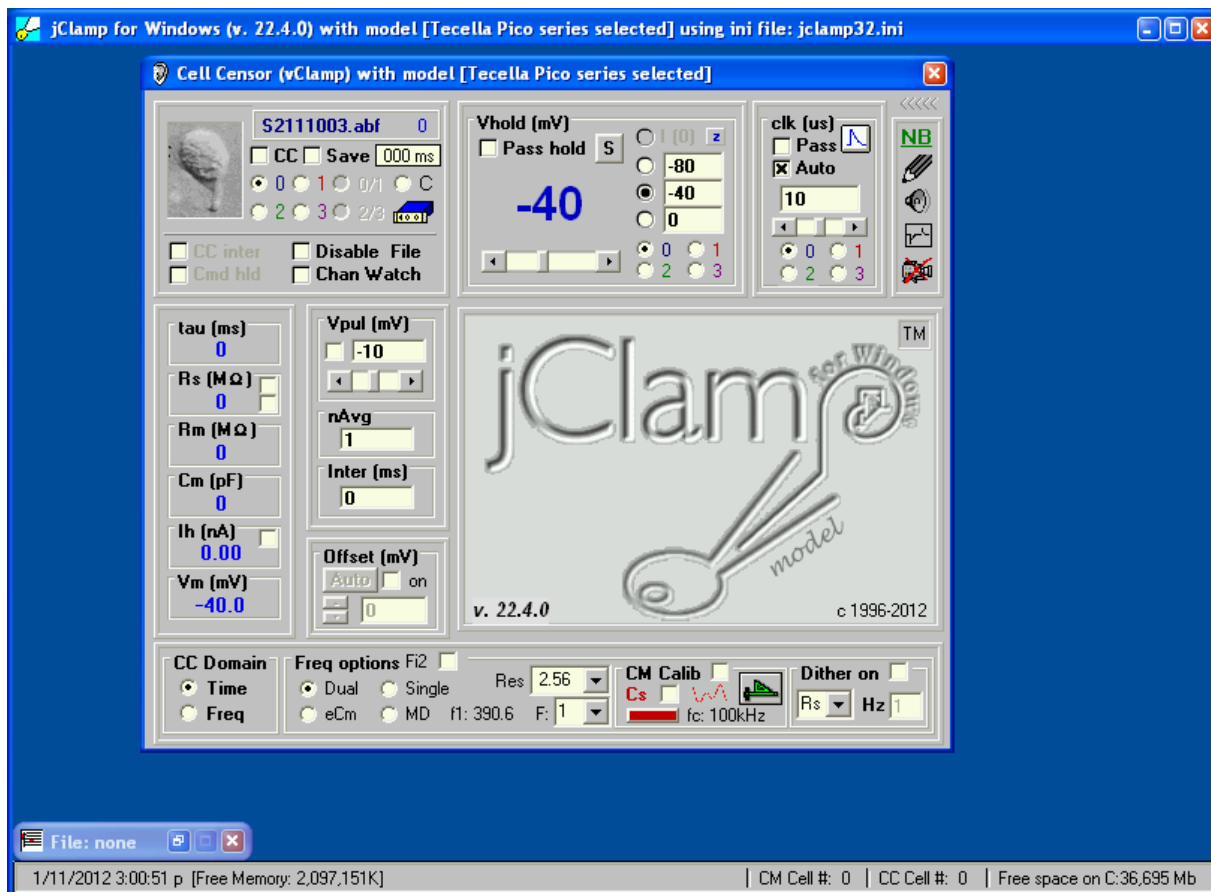 jClamp for Windows (v. 22.4.0) with model [Tecella Pico series selected] using ini file: jclamp32.ini
Cell Censor (vClamp) with model [Tecella Pico series selected]
S2111003.abf 0
CC Save 000 ms
0 1 0/1 C
2 3 2/3
CC inter Disable File
Cmd hld Chan Watch
Vhold (mV)
Pass hold S
I (0) z
-80
-40
-40
0
0 1
2 3
clk (us)
Pass
Auto
10
0 1
2 3
<<<<<
NB
tau (ms)
0
Rs (MΩ)
0
Rm (MΩ)
0
Cm (pF)
0
Ih (nA)
0.00
Vm (mV)
-40.0
Vpul (mV)
-10
nAvg
1
Inter (ms)
0
Offset (mV)
Auto on
0
TM
jClamp
for Windows
model
v. 22.4.0
c 1996-2012
CC Domain
Time
Freq
Freq options Fi2
Dual Single Res 2.56
eCm MD f1: 390.6 F: 1
CM Calib
Cs
fc: 100kHz
Dither on
Rs Hz 1
File: none
1/11/2012 3:00:51 p [Free Memory: 2,097,151K] CM Cell #: 0 CC Cell #: 0 Free space on C:36,695 Mb